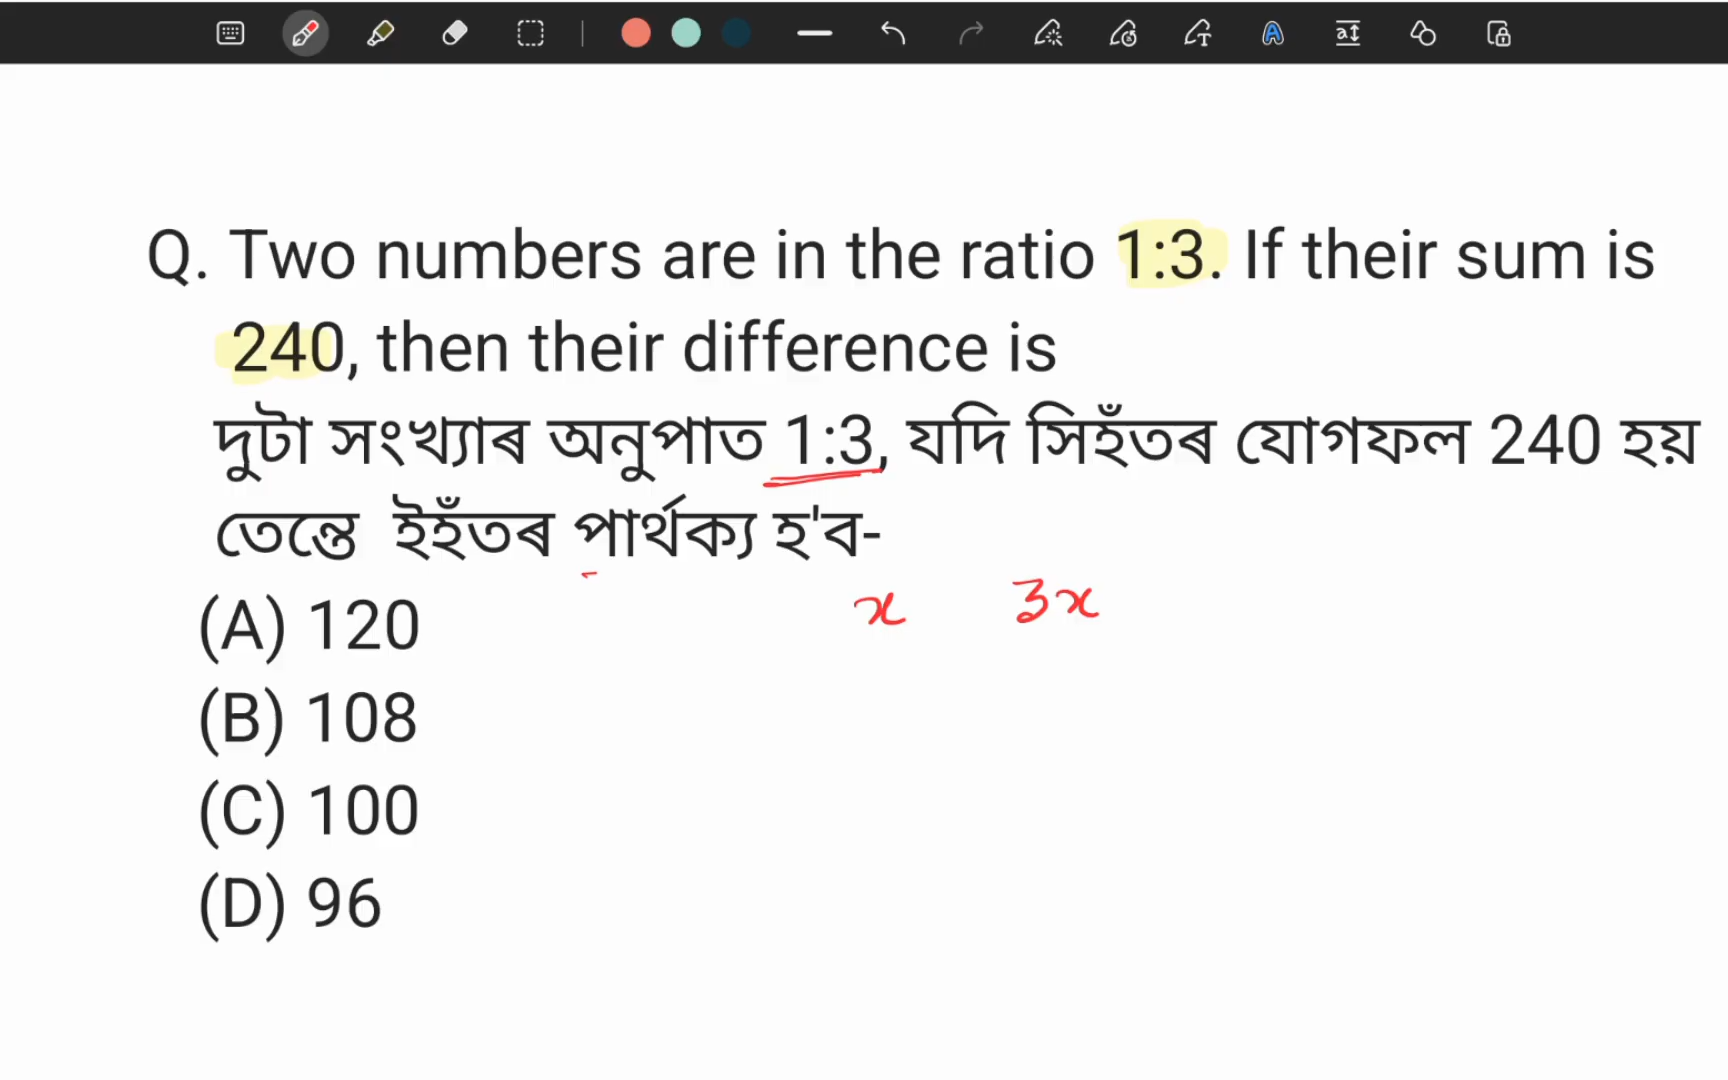 Q. Two numbers are in the ratio 1:3. If their sum is
240, then their difference is
দুটা সংখ্যাৰ অনুপাত 1:3, যদি সিহঁতৰ যোগফল 240 হয়
তেন্তে ইহঁতৰ পাৰ্থক্য হ'ব-
x 3x
(A) 120
(B) 108
(C) 100
(D) 96